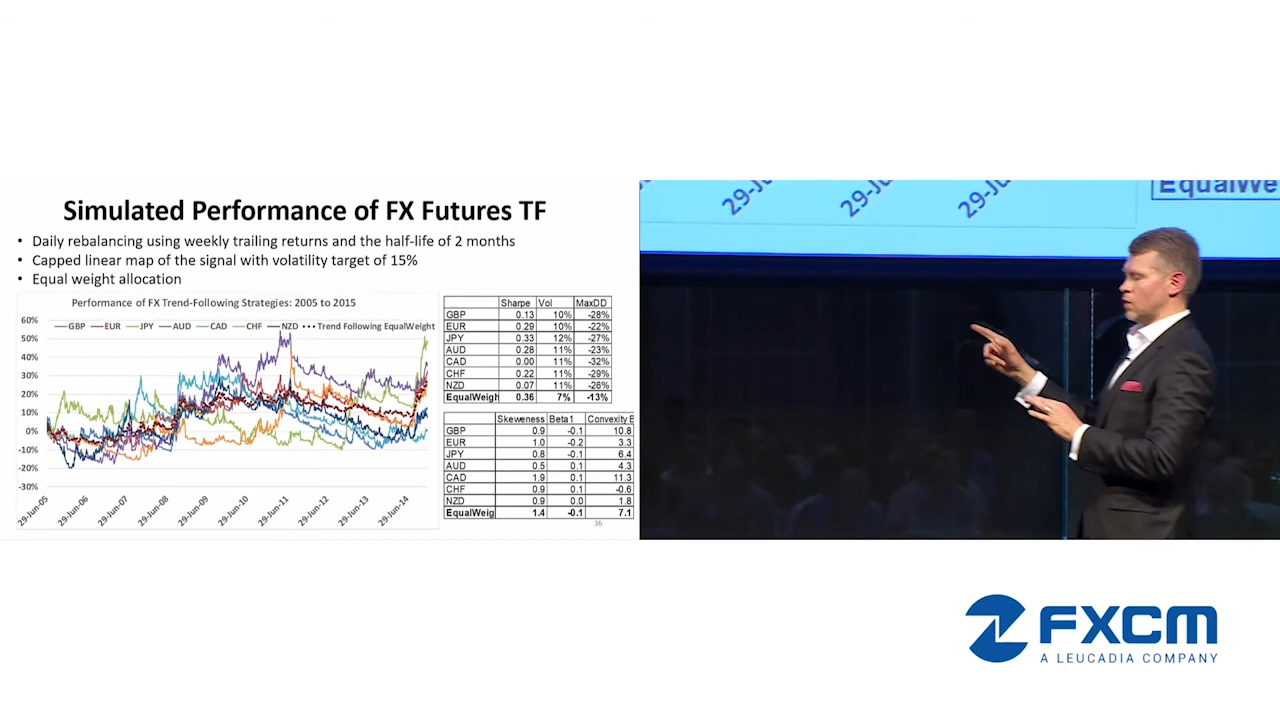 Simulated Performance of FX Futures TF
• Daily rebalancing using weekly trailing returns and the half-life of 2 months
• Capped linear map of the signal with volatility target of 15%
• Equal weight allocation
Performance of FX Trend-Following Strategies: 2005 to 2015
GBP EUR JPY AUD CAD CHF NZD Trend Following EqualWeight
60%
50%
40%
30%
20%
10%
0%
-10%
-20%
-30%
29-Jun-05 29-Jun-06 29-Jun-07 29-Jun-08 29-Jun-09 29-Jun-10 29-Jun-11 29-Jun-12 29-Jun-13 29-Jun-14
Sharpe Vol MaxDD
GBP 0.13 10% -28%
EUR 0.29 10% -22%
JPY 0.33 12% -27%
AUD 0.28 11% -23%
CAD 0.00 11% -32%
CHF 0.22 11% -29%
NZD 0.07 11% -26%
EqualWeigh 0.36 7% -13%
Skeweness Beta1 Convexity B
GBP 0.9 -0.1 10.8
EUR 1.0 -0.2 3.3
JPY 0.8 -0.1 6.4
AUD 0.5 0.1 4.3
CAD 1.9 0.1 11.3
CHF 0.9 0.1 -0.6
NZD 0.9 0.0 1.8
EqualWeig 1.4 -0.1 7.1
36
29-Ju 29-Ju 29-Ju
EqualWe
FXCM
A LEUCADIA COMPANY